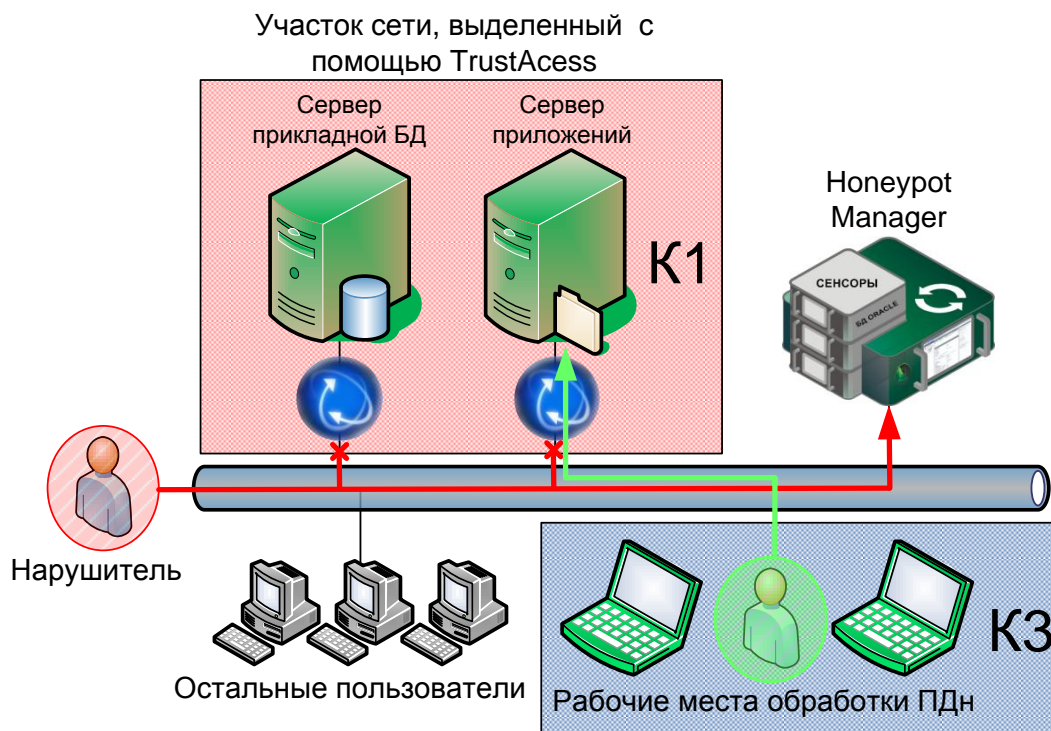 Участок сети, выделенный с
помощью TrustAcess
Сервер
прикладной БД
Сервер
приложений
К1
Honeypot
Manager
СЕНСОРЫ
БД ORACLE
Нарушитель
Остальные пользователи
Рабочие места обработки ПДн
К3